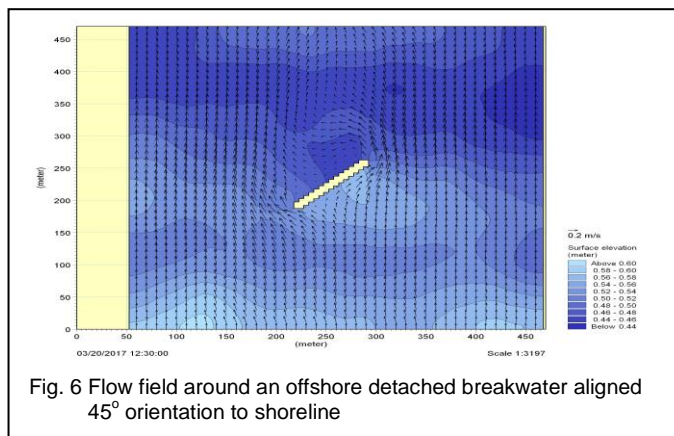 450
400
350
300
250
200
150
100
50
0
(meter)
0 50 100 150 200 250 300 350 400 450
(meter)
03/20/2017 12:30:00
Scale 1:3197
0.2 m/s
Surface elevation
(meter)
Above 0.60
0.58 - 0.60
0.56 - 0.58
0.54 - 0.56
0.52 - 0.54
0.50 - 0.52
0.48 - 0.50
0.46 - 0.48
0.44 - 0.46
Below 0.44
Fig. 6 Flow field around an offshore detached breakwater aligned
45° orientation to shoreline